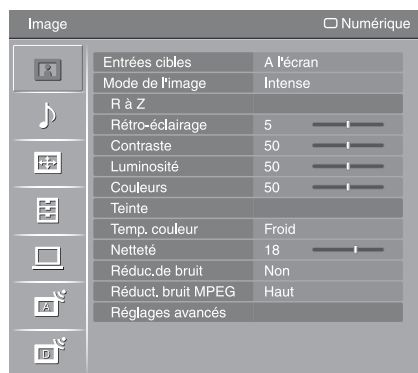 Image Numérique
Entrées cibles A l'écran
Mode de l'image Intense
R à Z
Rétro-éclairage 5
Contraste 50
Luminosité 50
Couleurs 50
Teinte
Temp. couleur Froid
Netteté 18
Réduc.de bruit Non
Réduct. bruit MPEG Haut
Réglages avancés
A
D